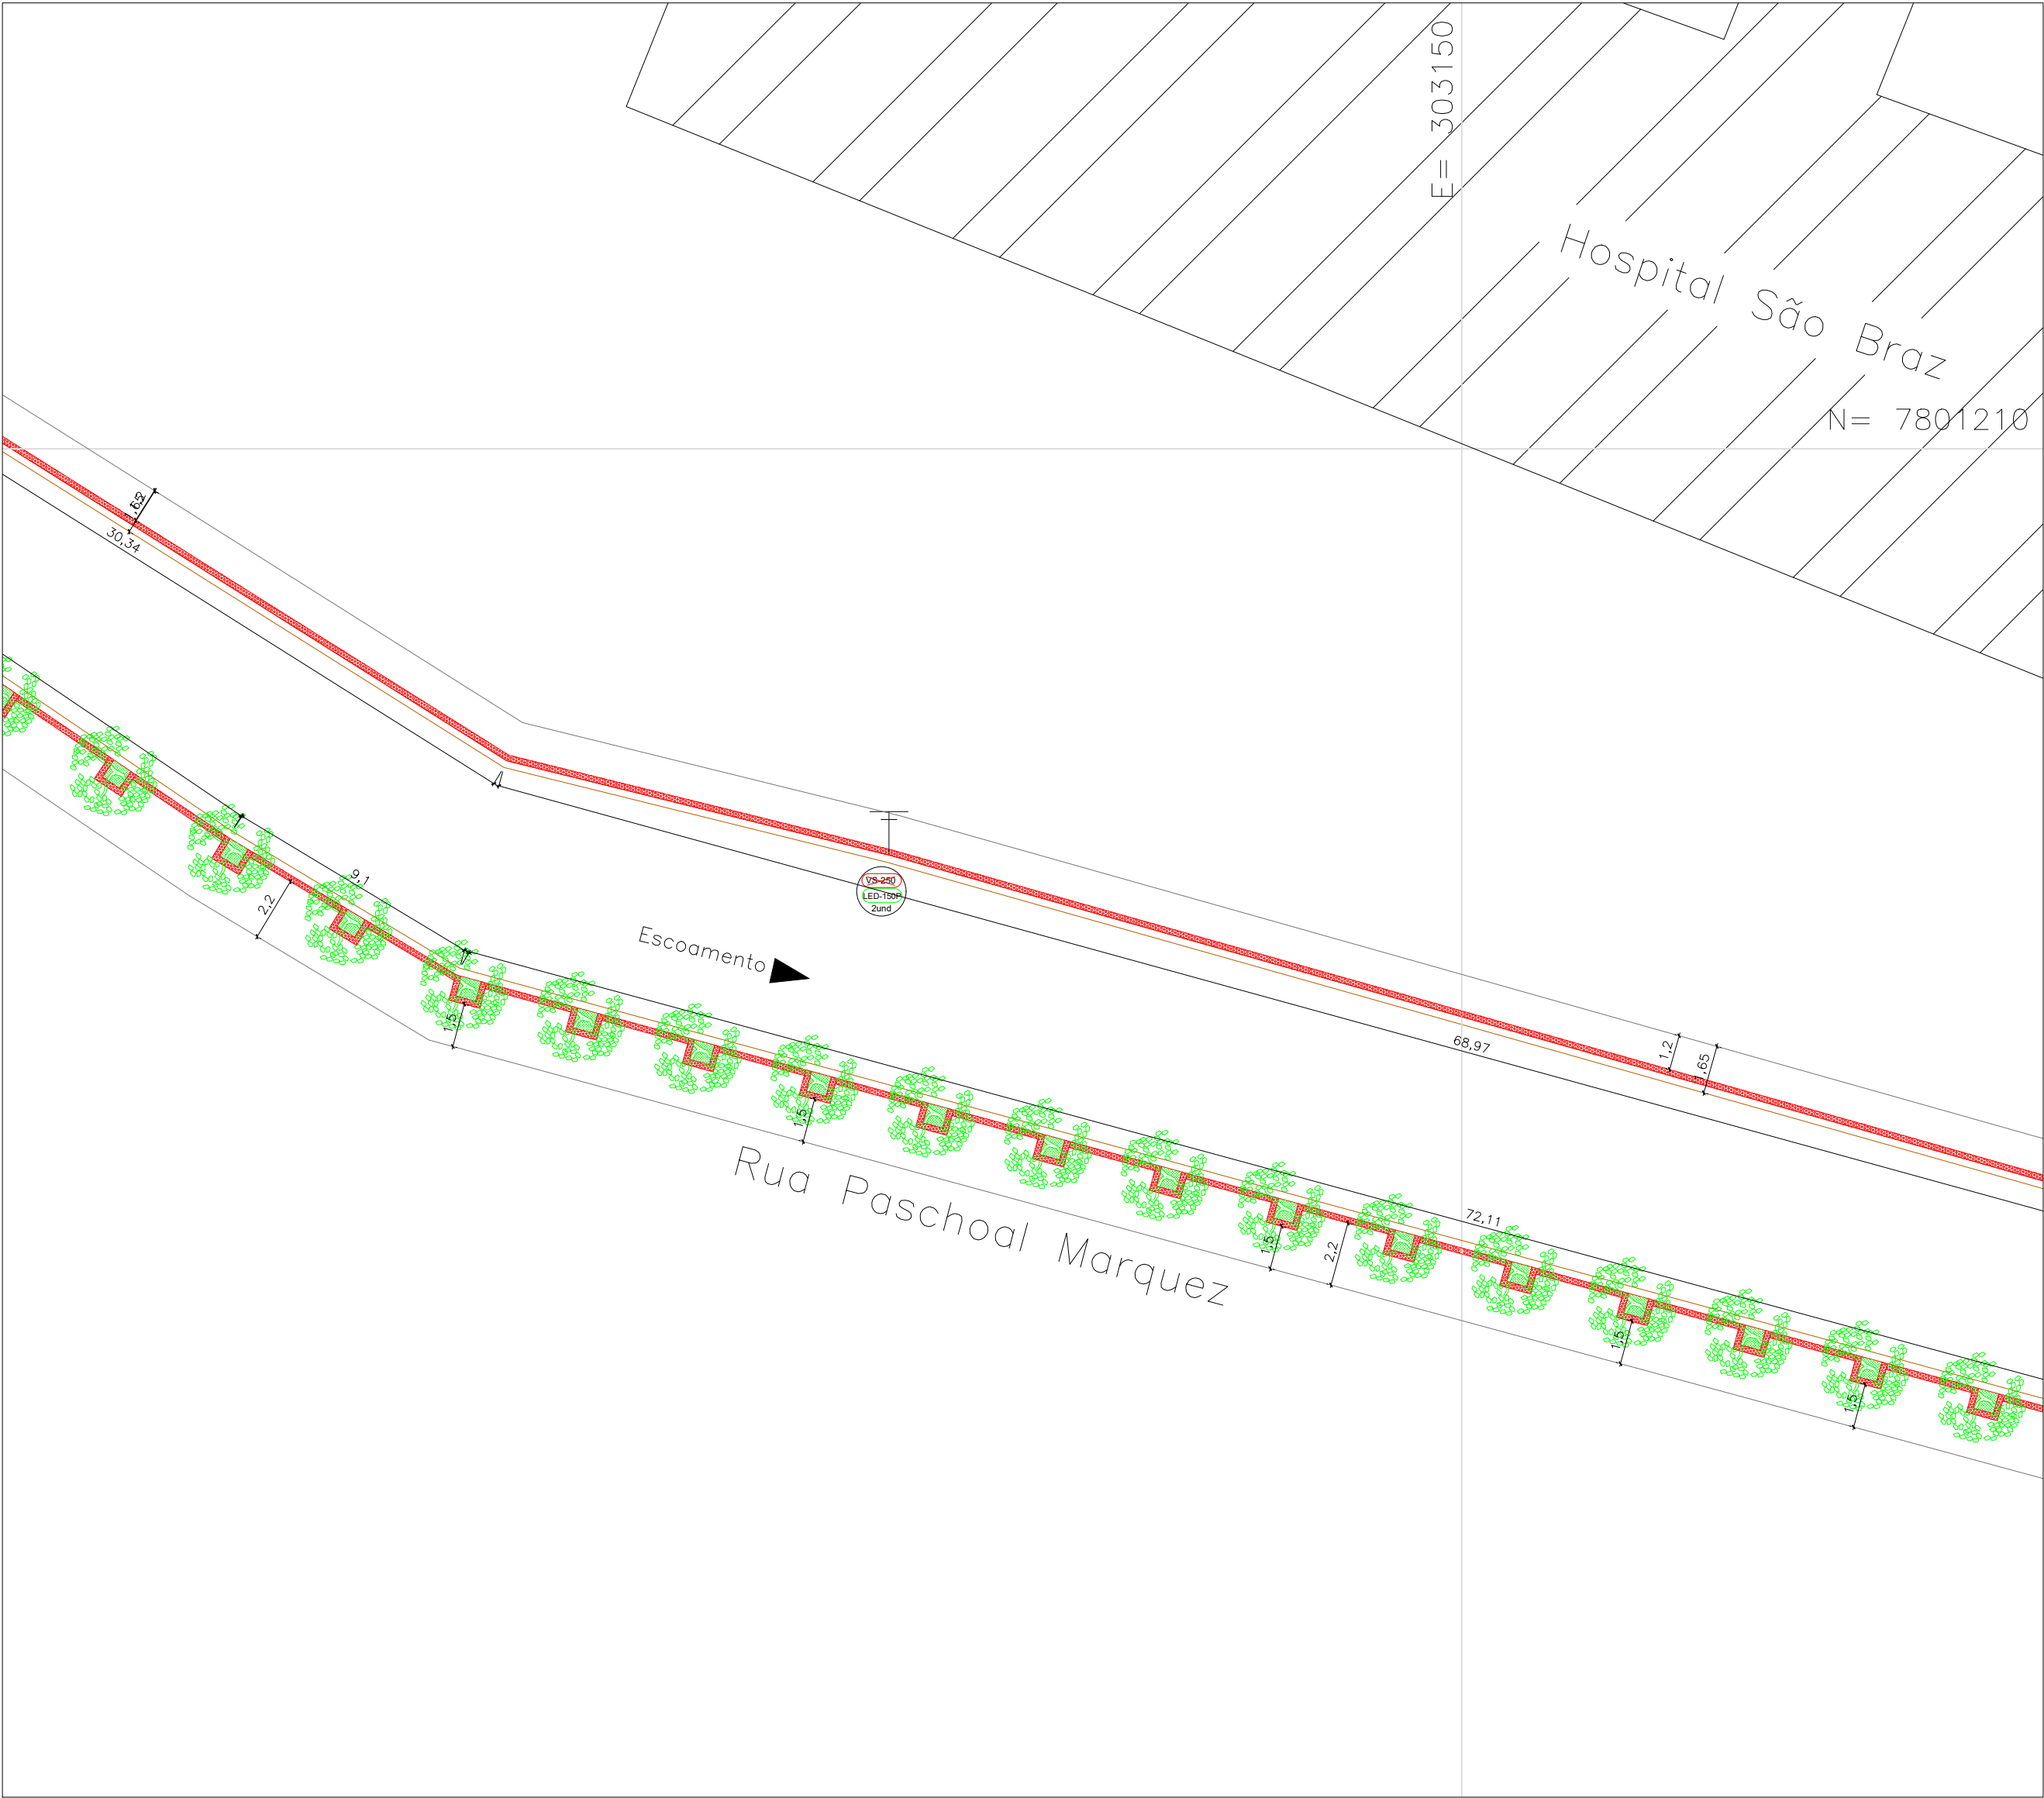 E= 303150
Hospital São Braz
N= 7801210
1,2
30,34
9,1
2,2
VS-250
LED-150P
2und
Escoamento
68,97
1,2
1,65
1,5
1,5
Rua Paschoal Marquez
1,5
2,2
72,11
1,5
1,5